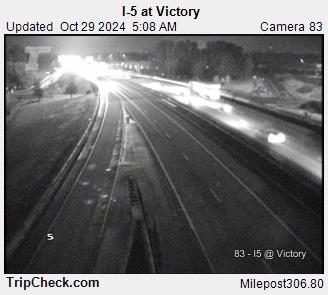 I-5 at Victory
Updated Oct 29 2024 5:08 AM Camera 83
T
S
83 - I5 @ Victory
TripCheck.com Milepost306.80